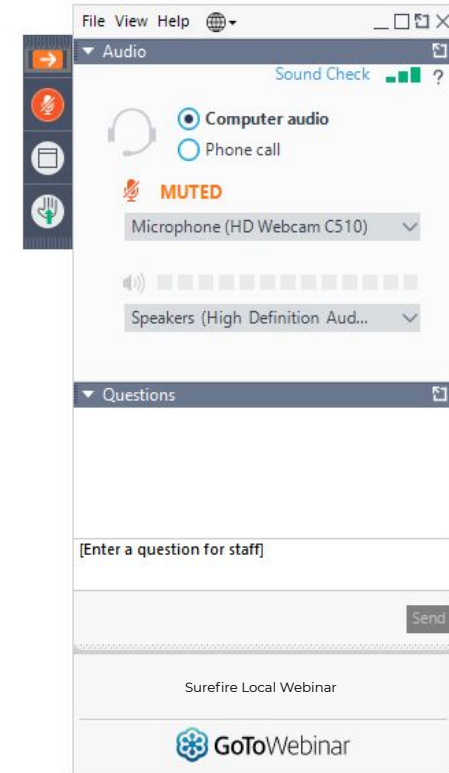 File View Help
Audio
Sound Check ?
Computer audio
Phone call
MUTED
Microphone (HD Webcam C510)
Speakers (High Definition Aud...
Questions
[Enter a question for staff]
Send
Surefire Local Webinar
GoToWebinar